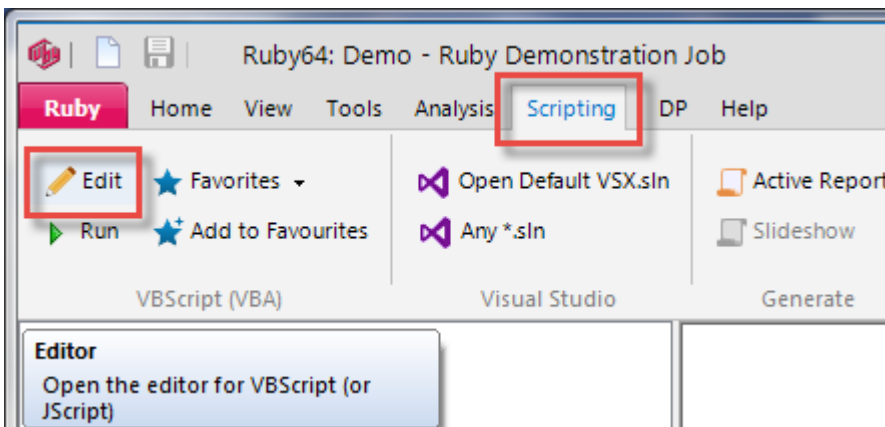 Ruby64: Demo - Ruby Demonstration Job
Ruby Home View Tools Analysis Scripting DP Help
Edit Favorites Open Default VSX.sln Active Report
Run Add to Favourites Any *.sln Slideshow
VBScript (VBA) Visual Studio Generate
Editor
Open the editor for VBScript (or
JScript)